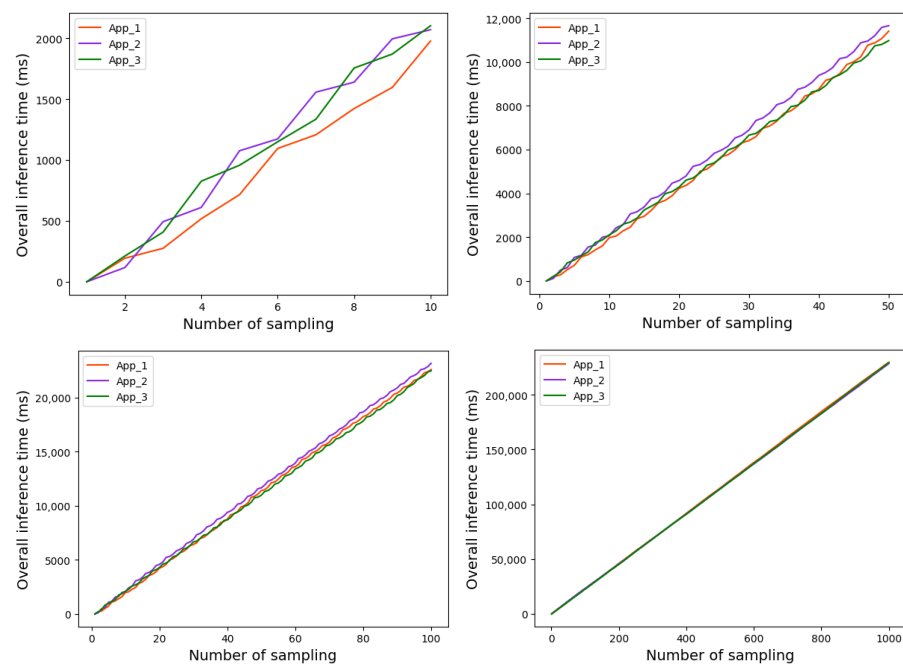 App_1
App_2
App_3
Overall inference time (ms)
2000
1500
1000
500
0
2 4 6 8 10
Number of sampling
App_1
App_2
App_3
Overall inference time (ms)
12,000
10,000
8000
6000
4000
2000
0
0 10 20 30 40 50
Number of sampling
App_1
App_2
App_3
Overall inference time (ms)
20,000
15,000
10,000
5000
0
0 20 40 60 80 100
Number of sampling
App_1
App_2
App_3
Overall inference time (ms)
200,000
150,000
100,000
50,000
0
0 200 400 600 800 1000
Number of sampling